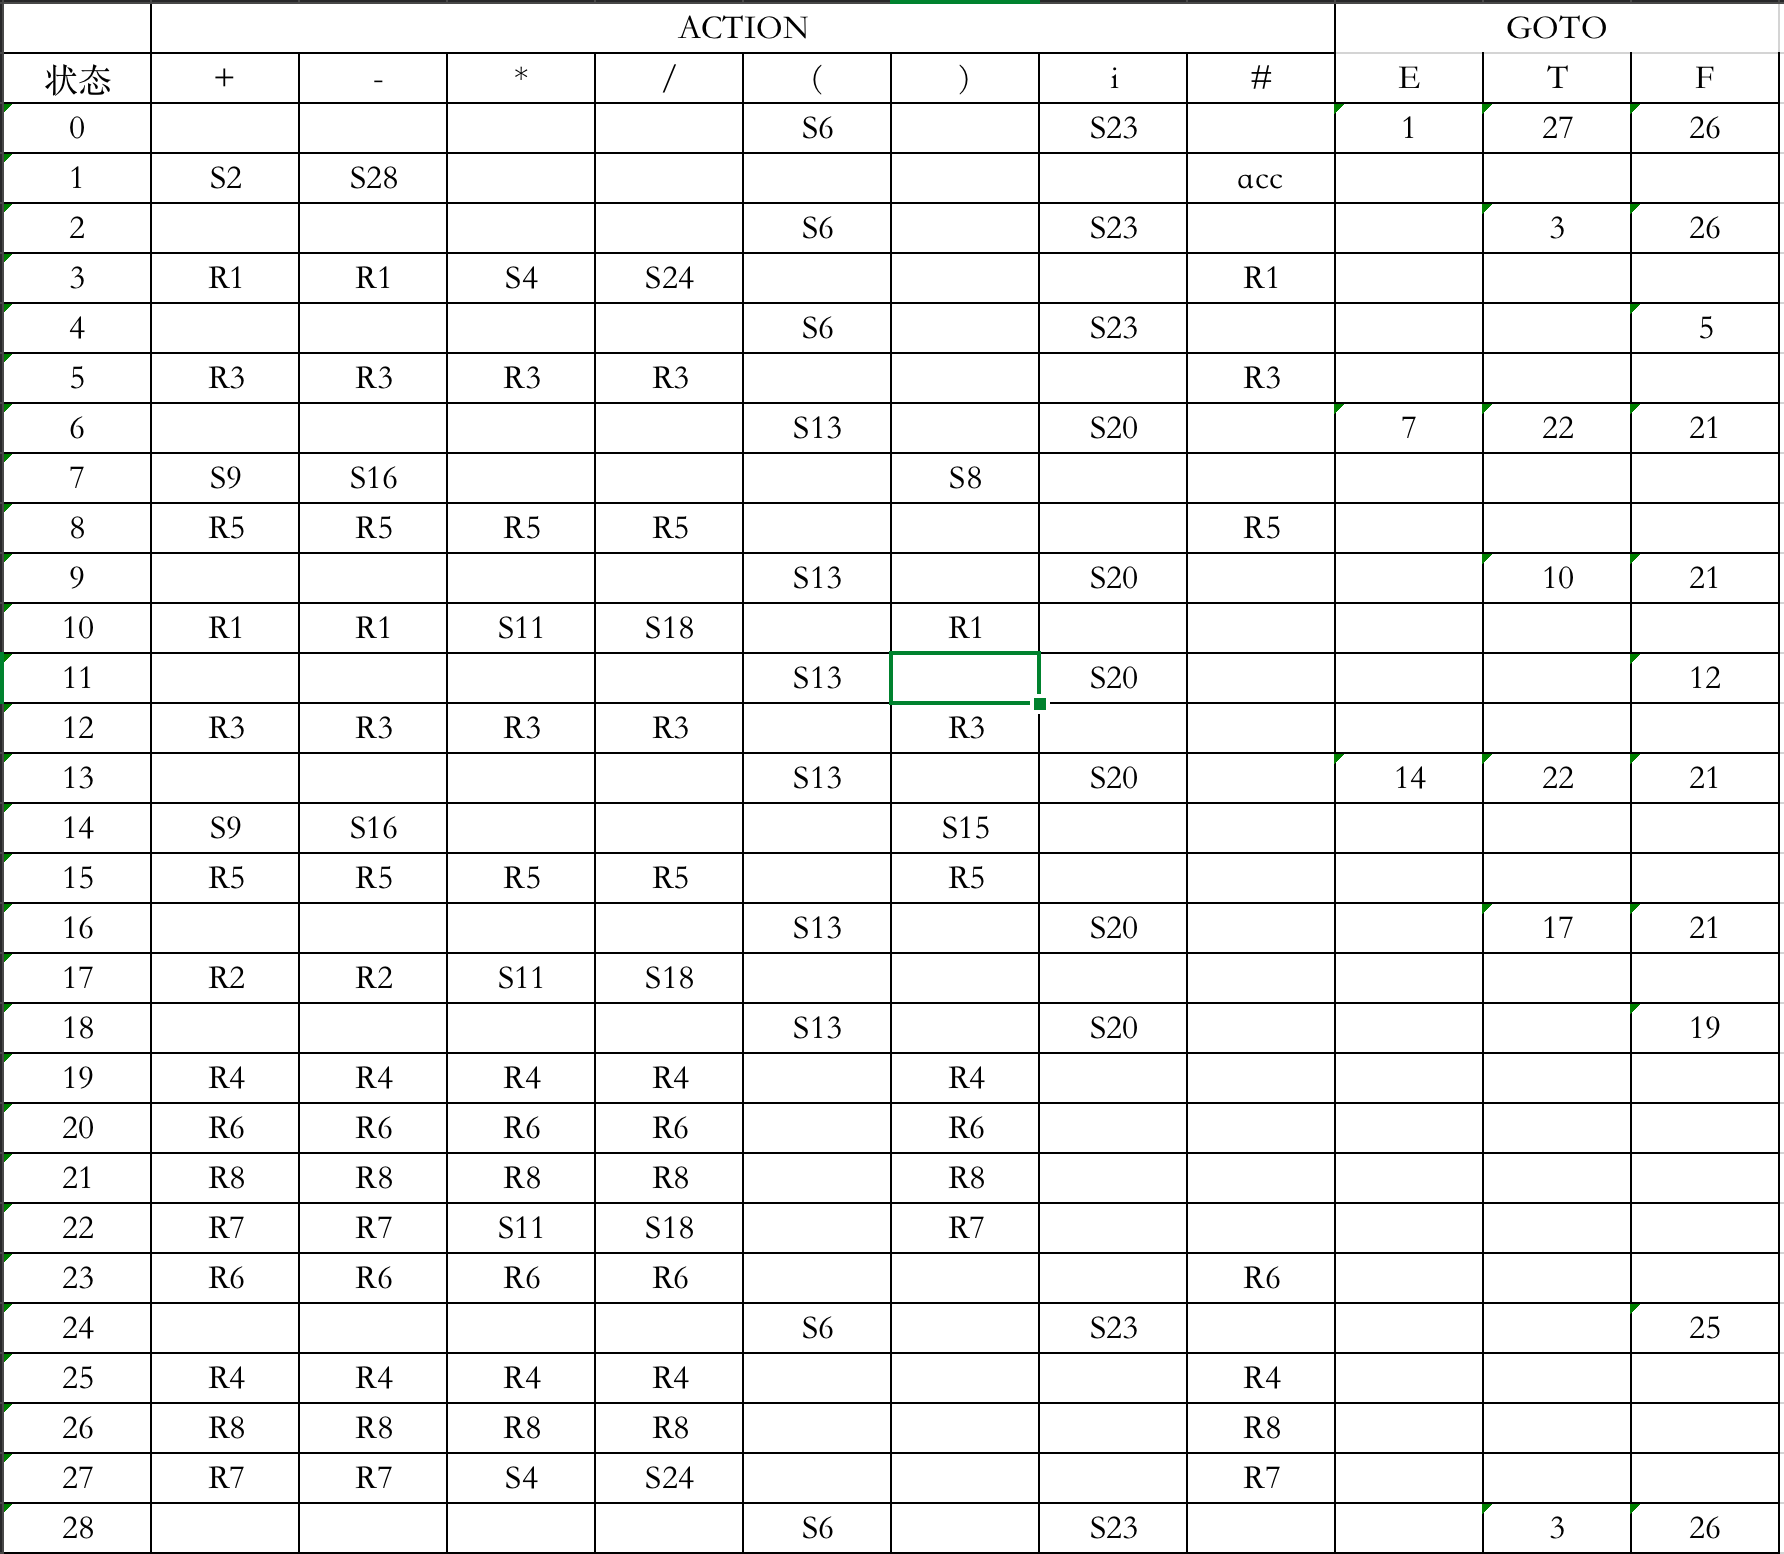 ACTION GOTO
状态 + - * / ( ) i # E T F
0 S6 S23 1 27 26
1 S2 S28 acc
2 S6 S23 3 26
3 R1 R1 S4 S24 R1
4 S6 S23 5
5 R3 R3 R3 R3 R3
6 S13 S20 7 22 21
7 S9 S16 S8
8 R5 R5 R5 R5 R5
9 S13 S20 10 21
10 R1 R1 S11 S18 R1
11 S13 S20 12
12 R3 R3 R3 R3 R3
13 S13 S20 14 22 21
14 S9 S16 S15
15 R5 R5 R5 R5 R5
16 S13 S20 17 21
17 R2 R2 S11 S18
18 S13 S20 19
19 R4 R4 R4 R4 R4
20 R6 R6 R6 R6 R6
21 R8 R8 R8 R8 R8
22 R7 R7 S11 S18 R7
23 R6 R6 R6 R6 R6
24 S6 S23 25
25 R4 R4 R4 R4 R4
26 R8 R8 R8 R8 R8
27 R7 R7 S4 S24 R7
28 S6 S23 3 26